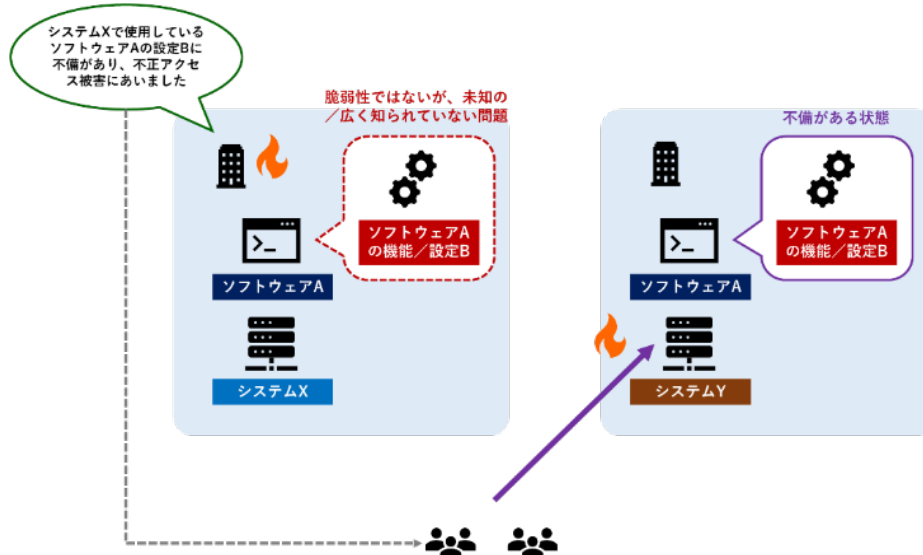 システムXで使用している
ソフトウェアAの設定Bに
不備があり、不正アクセ
ス被害にあいました
脆弱性ではないが、未知の
／広く知られていない問題
ソフトウェアA
の機能／設定B
ソフトウェアA
システムX
不備がある状態
ソフトウェアA
の機能／設定B
ソフトウェアA
システムY